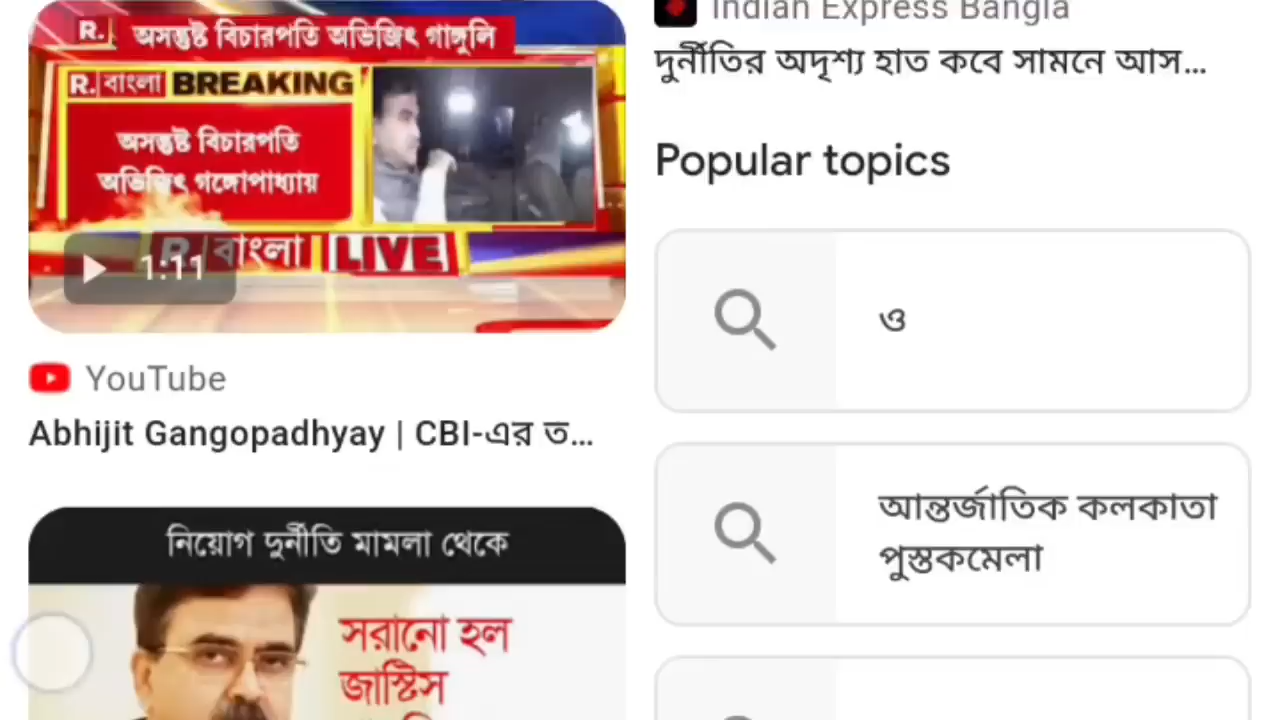 R. অসন্তুষ্ট বিচারপতি অভিজিৎ গাঙ্গুলি
R. বাংলা BREAKING
অসন্তুষ্ট বিচারপতি
অভিজিৎ গঙ্গোপাধ্যায়
R. বাংলা LIVE
1:11
YouTube
Abhijit Gangopadhyay | CBI-এর ত...
নিয়োগ দুর্নীতি মামলা থেকে
সরানো হল
জাস্টিস
Indian Express Bangla
দুর্নীতির অদৃশ্য হাত কবে সামনে আস...
Popular topics
ও
আন্তর্জাতিক কলকাতা
পুস্তকমেলা